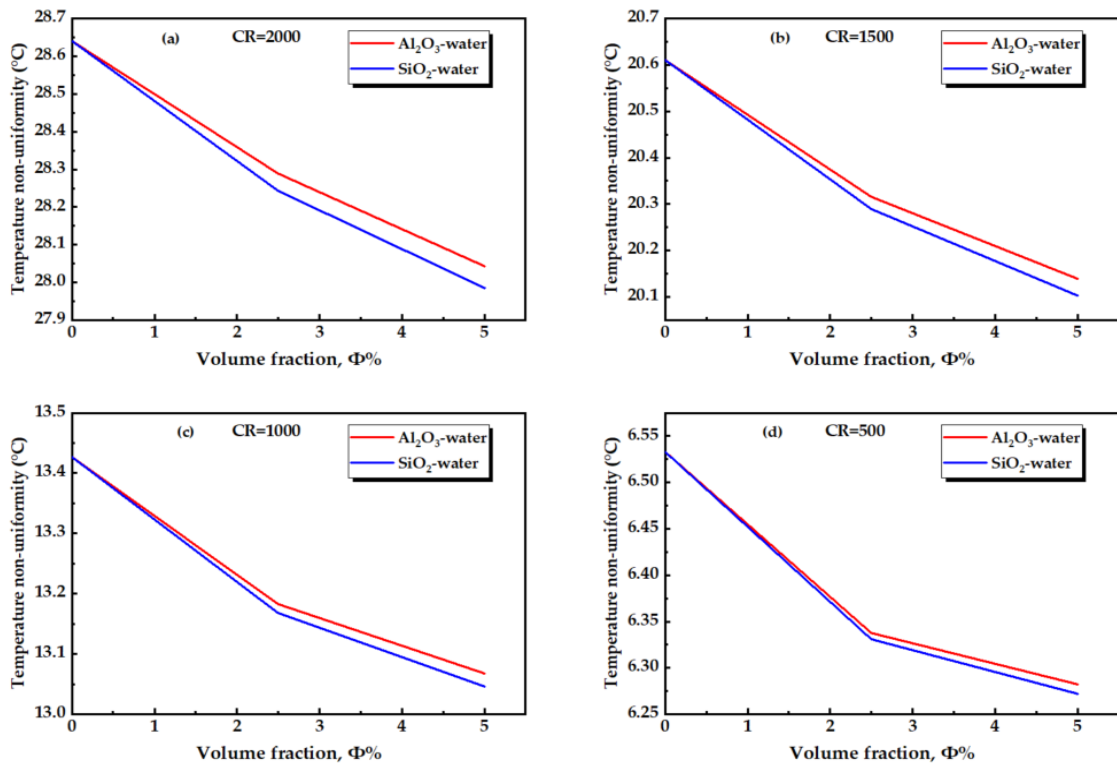 (a) CR=2000
Al₂O₃-water
SiO₂-water
Temperature non-uniformity (°C)
28.7
28.6
28.5
28.4
28.3
28.2
28.1
28.0
27.9
0 1 2 3 4 5
Volume fraction, Φ%
(b) CR=1500
Al₂O₃-water
SiO₂-water
Temperature non-uniformity (°C)
20.7
20.6
20.5
20.4
20.3
20.2
20.1
0 1 2 3 4 5
Volume fraction, Φ%
(c) CR=1000
Al₂O₃-water
SiO₂-water
Temperature non-uniformity (°C)
13.5
13.4
13.3
13.2
13.1
13.0
0 1 2 3 4 5
Volume fraction, Φ%
(d) CR=500
Al₂O₃-water
SiO₂-water
Temperature non-uniformity (°C)
6.55
6.50
6.45
6.40
6.35
6.30
6.25
0 1 2 3 4 5
Volume fraction, Φ%